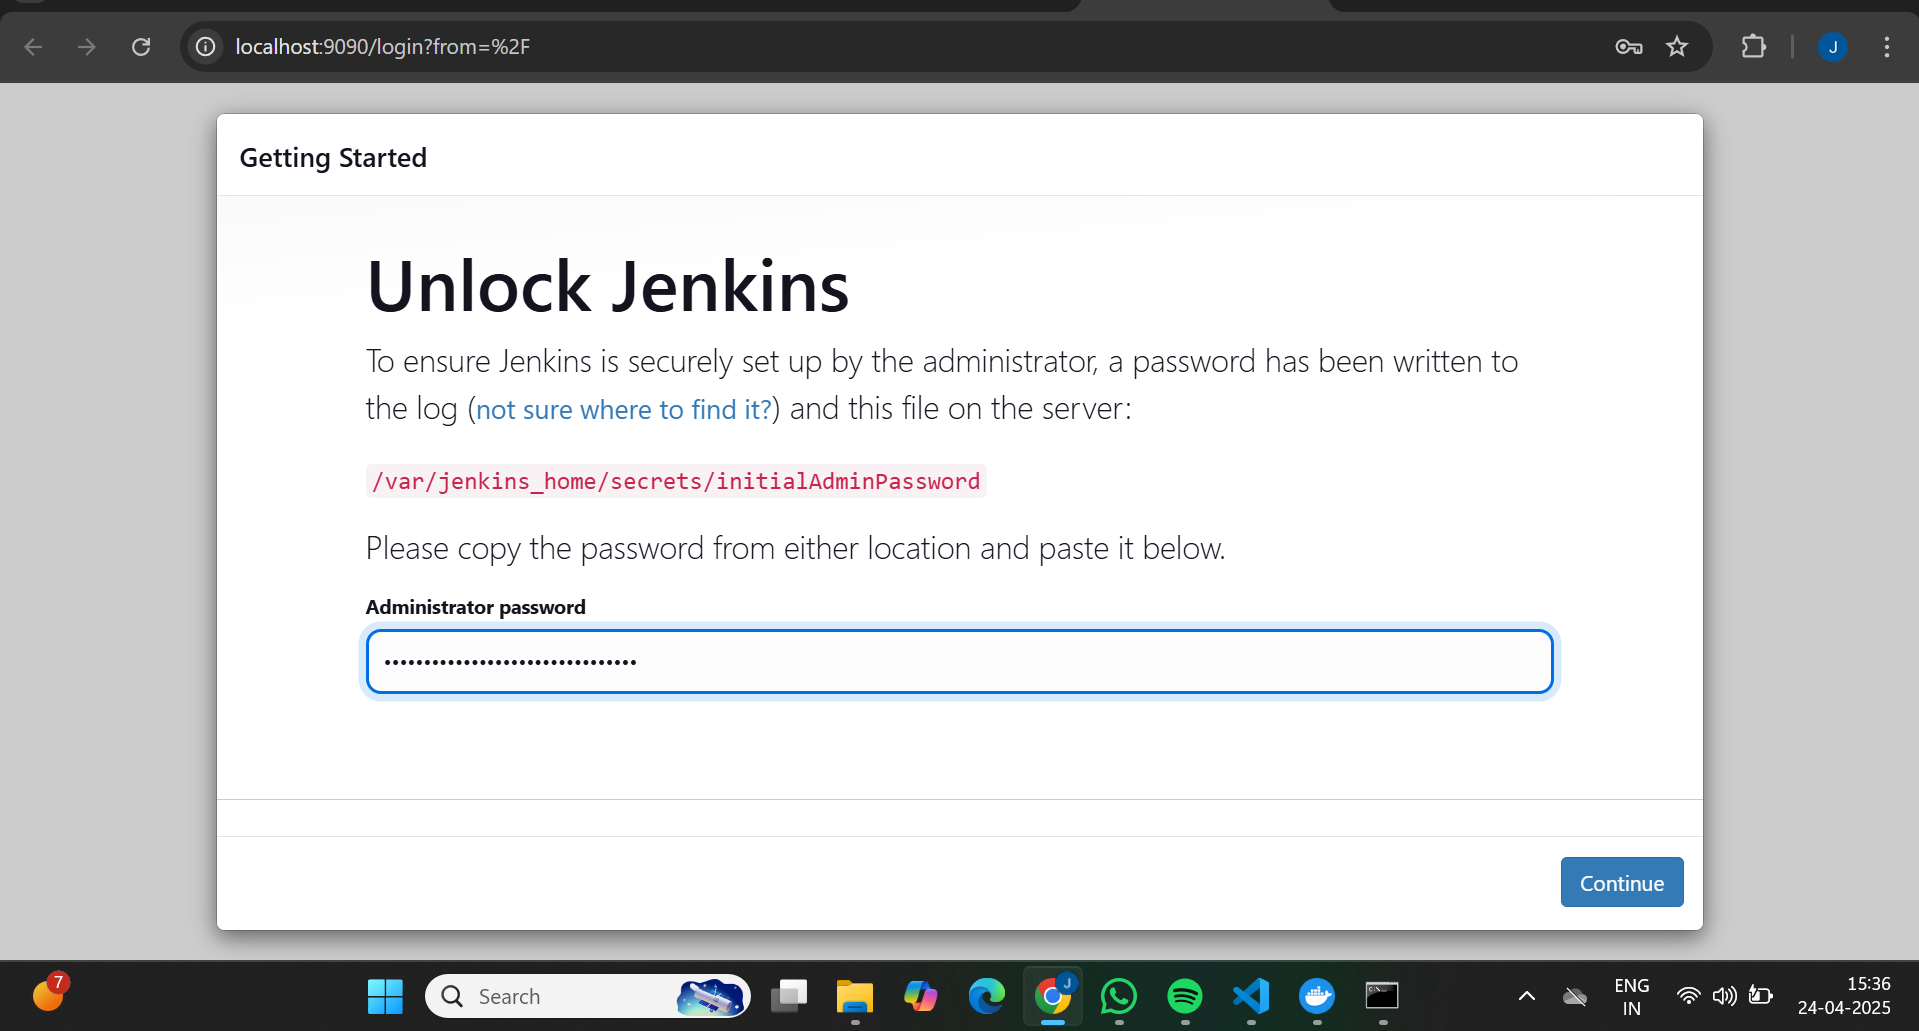 localhost:9090/login?from=%2F
J
Getting Started
Unlock Jenkins
To ensure Jenkins is securely set up by the administrator, a password has been written to
the log (not sure where to find it?) and this file on the server:
/var/jenkins_home/secrets/initialAdminPassword
Please copy the password from either location and paste it below.
Administrator password
••••••••••••••••••••••••••••••••
Continue
7
Search
J
ENG
IN
15:36
24-04-2025